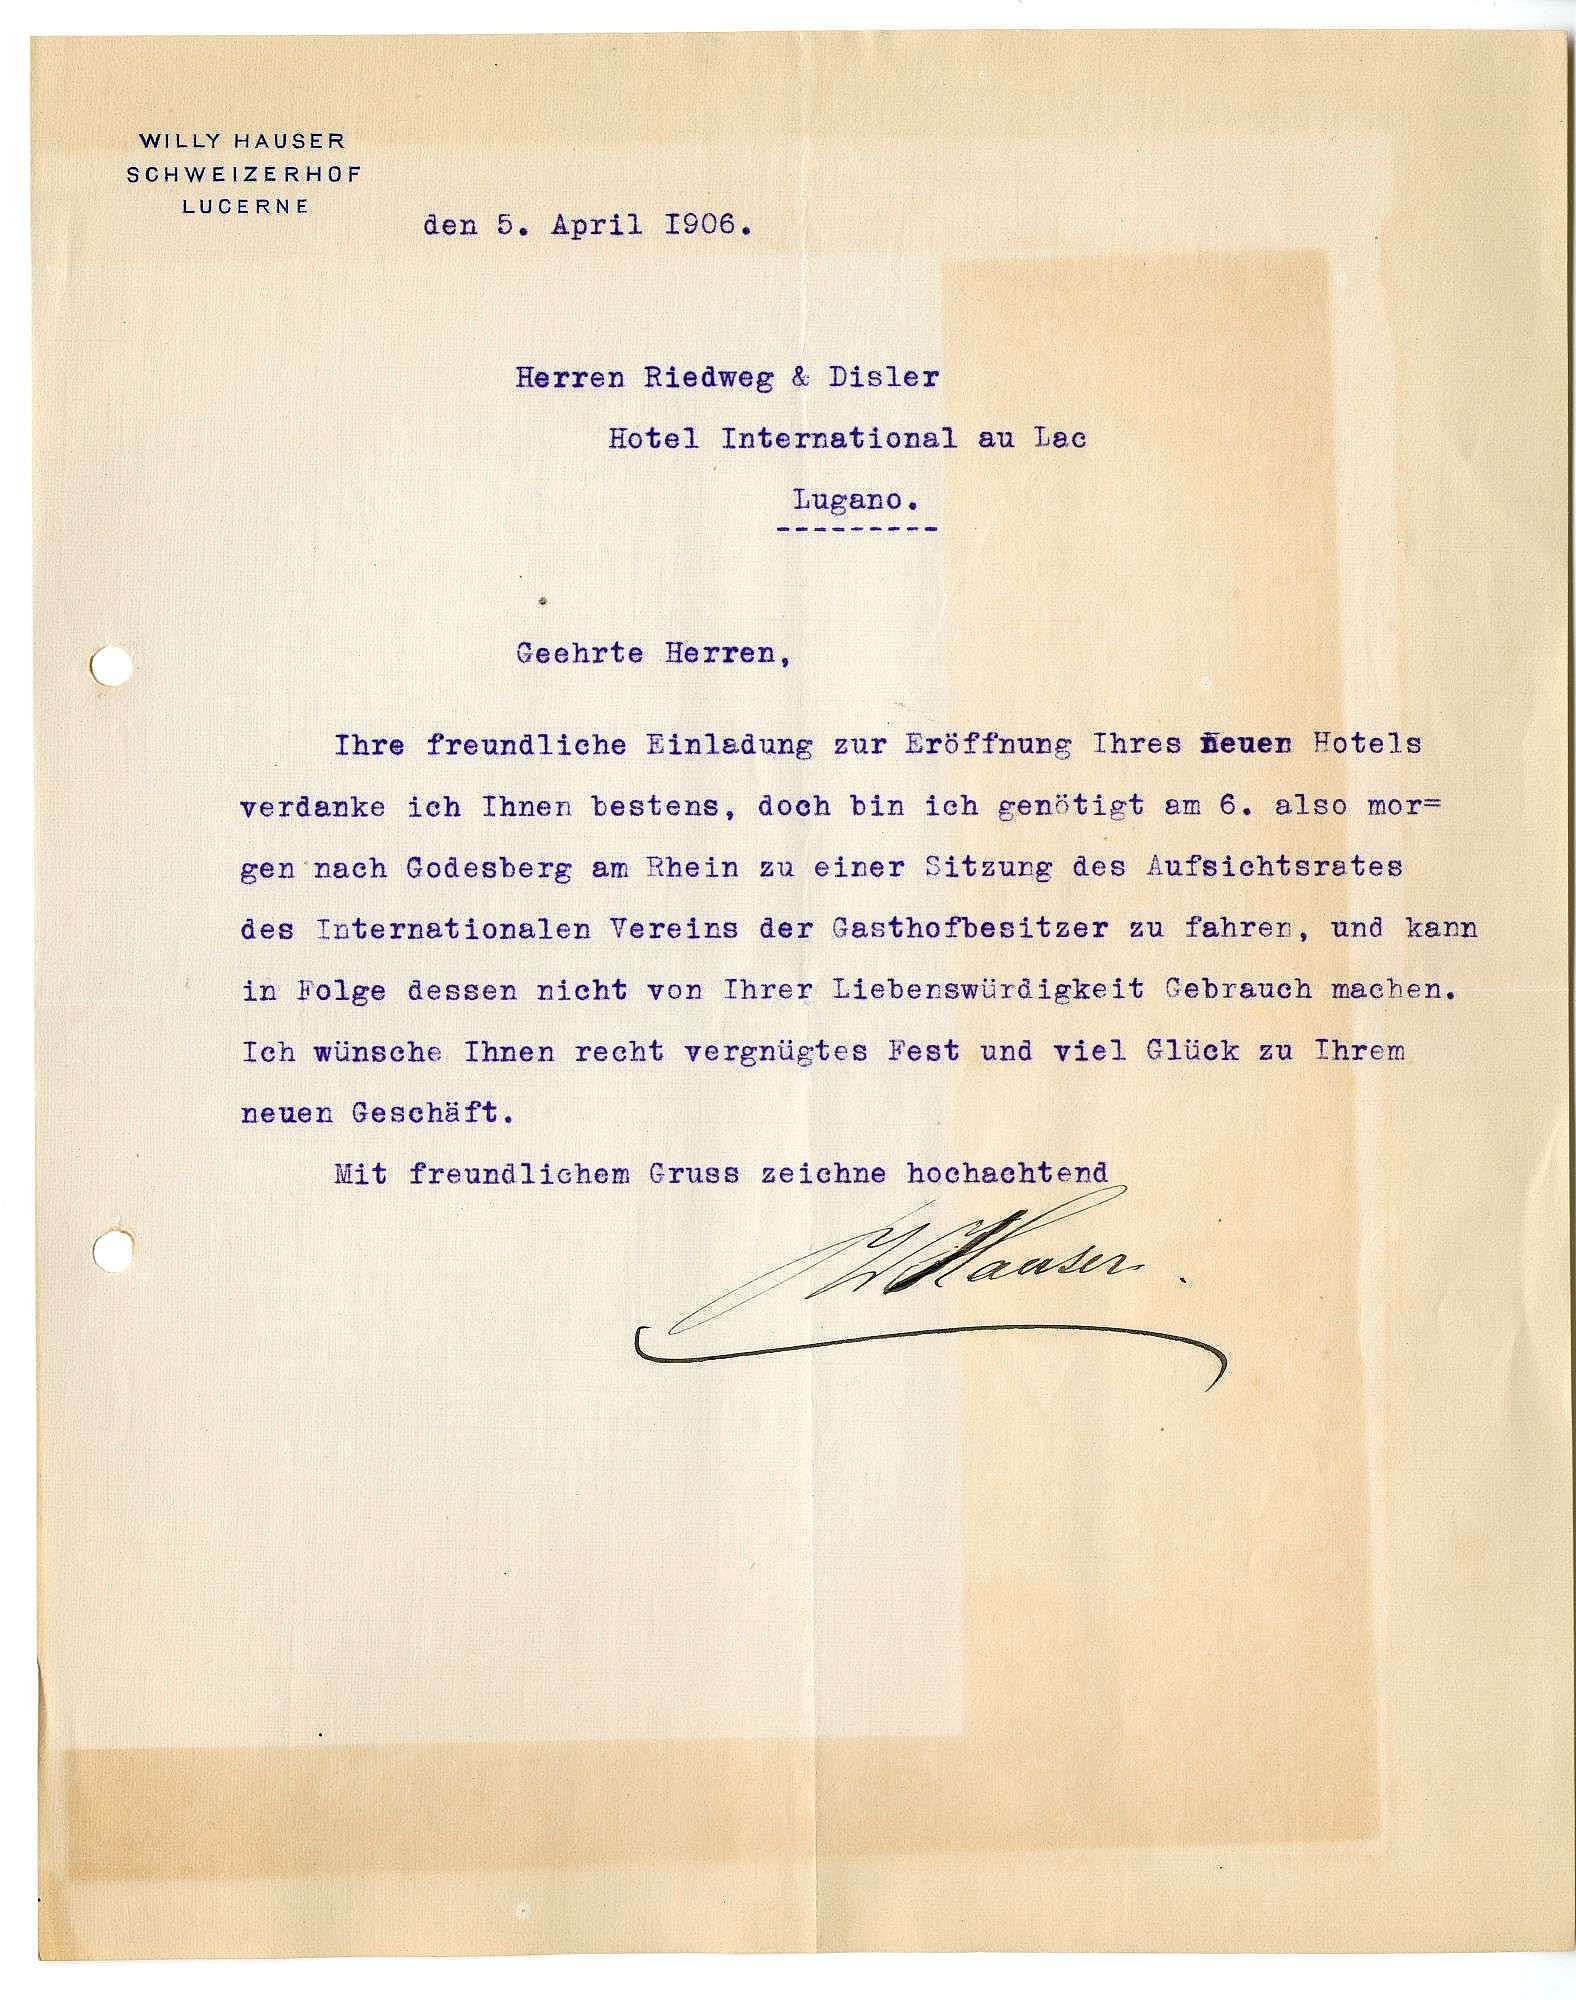 WILLY HAUSER
SCHWEIZERHOF
LUCERNE
den 5. April I906.
Herren Riedweg & Disler
Hotel International au Lac
Lugano.
---------
Geehrte Herren,
Ihre freundliche Einladung zur Eröffnung Ihres neuen Hotels
verdanke ich Ihnen bestens, doch bin ich genötigt am 6. also mor=
gen nach Godesberg am Rhein zu einer Sitzung des Aufsichtsrates
des Internationalen Vereins der Gasthofbesitzer zu fahren, und kann
in Folge dessen nicht von Ihrer Liebenswürdigkeit Gebrauch machen.
Ich wünsche Ihnen recht vergnügtes Fest und viel Glück zu Ihrem
neuen Geschäft.
Mit freundlichem Gruss zeichne hochachtend
W Hauser.